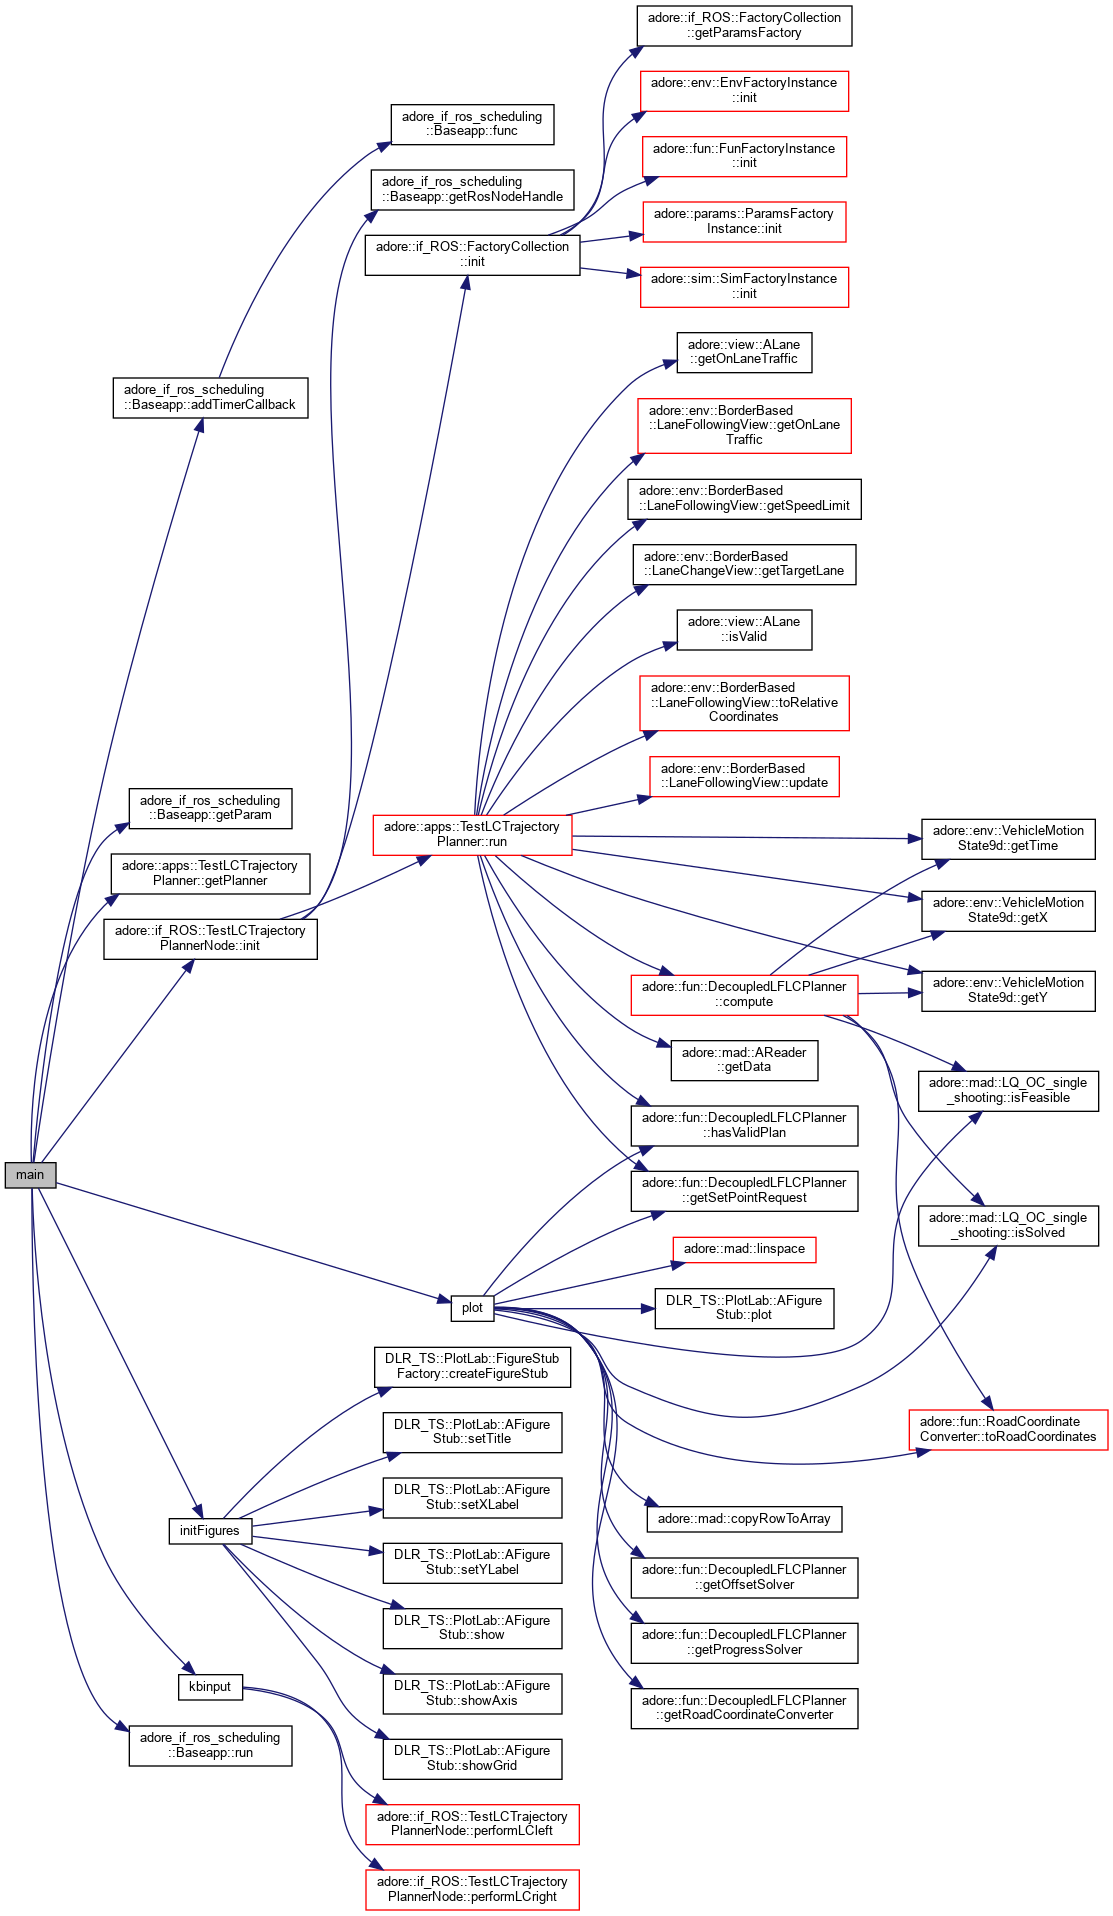 adore::if_ROS::FactoryCollection
::getParamsFactory
adore::env::EnvFactoryInstance
::init
adore_if_ros_scheduling
::Baseapp::func
adore::fun::FunFactoryInstance
::init
adore_if_ros_scheduling
::Baseapp::getRosNodeHandle
adore::params::ParamsFactory
Instance::init
adore::if_ROS::FactoryCollection
::init
adore::sim::SimFactoryInstance
::init
adore::view::ALane
::getOnLaneTraffic
adore_if_ros_scheduling
::Baseapp::addTimerCallback
adore::env::BorderBased
::LaneFollowingView::getOnLane
Traffic
adore::env::BorderBased
::LaneFollowingView::getSpeedLimit
adore::env::BorderBased
::LaneChangeView::getTargetLane
adore::view::ALane
::isValid
adore::env::BorderBased
::LaneFollowingView::toRelative
Coordinates
adore::env::BorderBased
::LaneFollowingView::update
adore_if_ros_scheduling
::Baseapp::getParam
adore::apps::TestLCTrajectory
Planner::run
adore::env::VehicleMotion
State9d::getTime
adore::apps::TestLCTrajectory
Planner::getPlanner
adore::env::VehicleMotion
State9d::getX
adore::if_ROS::TestLCTrajectory
PlannerNode::init
adore::env::VehicleMotion
State9d::getY
adore::fun::DecoupledLFLCPlanner
::compute
adore::mad::AReader
::getData
adore::mad::LQ_OC_single
_shooting::isFeasible
adore::fun::DecoupledLFLCPlanner
::hasValidPlan
main
adore::fun::DecoupledLFLCPlanner
::getSetPointRequest
adore::mad::LQ_OC_single
_shooting::isSolved
adore::mad::linspace
plot
DLR_TS::PlotLab::AFigure
Stub::plot
DLR_TS::PlotLab::FigureStub
Factory::createFigureStub
DLR_TS::PlotLab::AFigure
Stub::setTitle
adore::fun::RoadCoordinate
Converter::toRoadCoordinates
DLR_TS::PlotLab::AFigure
Stub::setXLabel
adore::mad::copyRowToArray
initFigures
DLR_TS::PlotLab::AFigure
Stub::setYLabel
adore::fun::DecoupledLFLCPlanner
::getOffsetSolver
DLR_TS::PlotLab::AFigure
Stub::show
adore::fun::DecoupledLFLCPlanner
::getProgressSolver
DLR_TS::PlotLab::AFigure
Stub::showAxis
kbinput
adore::fun::DecoupledLFLCPlanner
::getRoadCoordinateConverter
adore_if_ros_scheduling
::Baseapp::run
DLR_TS::PlotLab::AFigure
Stub::showGrid
adore::if_ROS::TestLCTrajectory
PlannerNode::performLCleft
adore::if_ROS::TestLCTrajectory
PlannerNode::performLCright